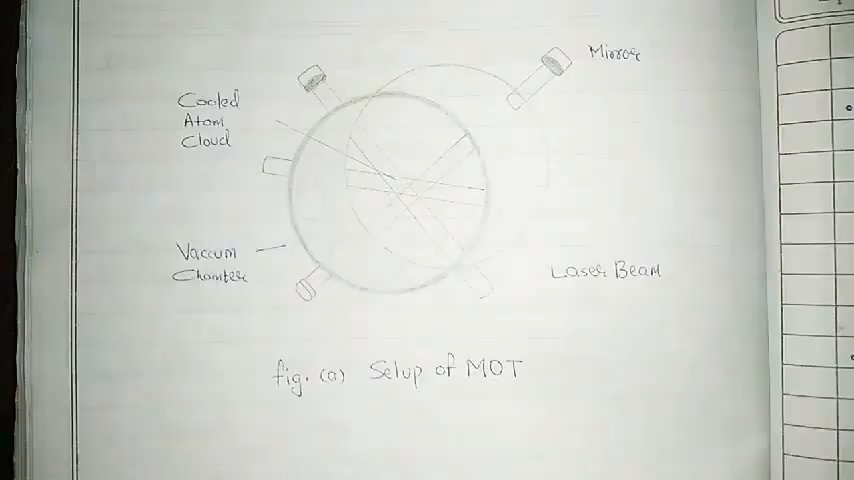 Mirror
Cooled
Atom
Cloud
Vaccum
Chamber
Laser Beam
fig. (a) Setup of MOT